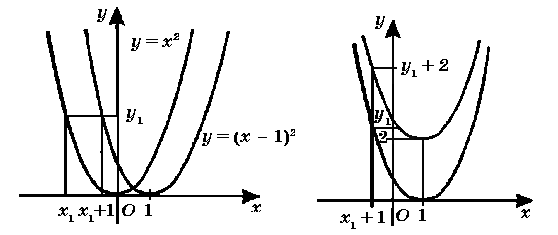 y
y = x²
y₁
y = (x – 1)²
x₁ x₁+1 O 1 x
y
y₁ + 2
y₁
2
x₁ + 1 O 1 x